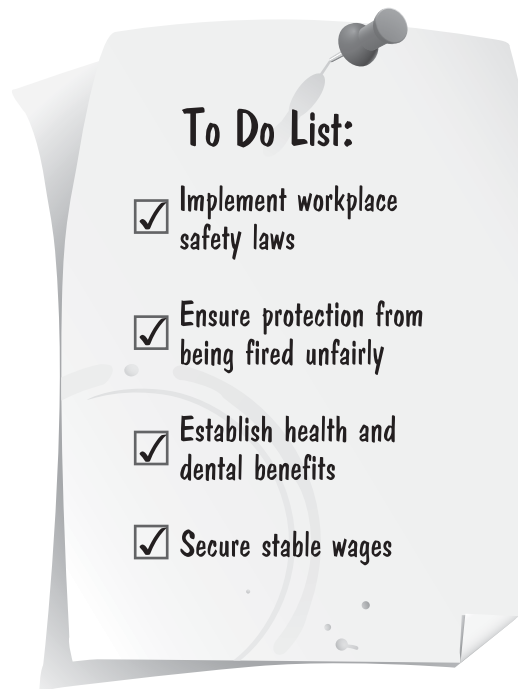 To Do List:
Implement workplace
safety laws
Ensure protection from
being fired unfairly
Establish health and
dental benefits
Secure stable wages